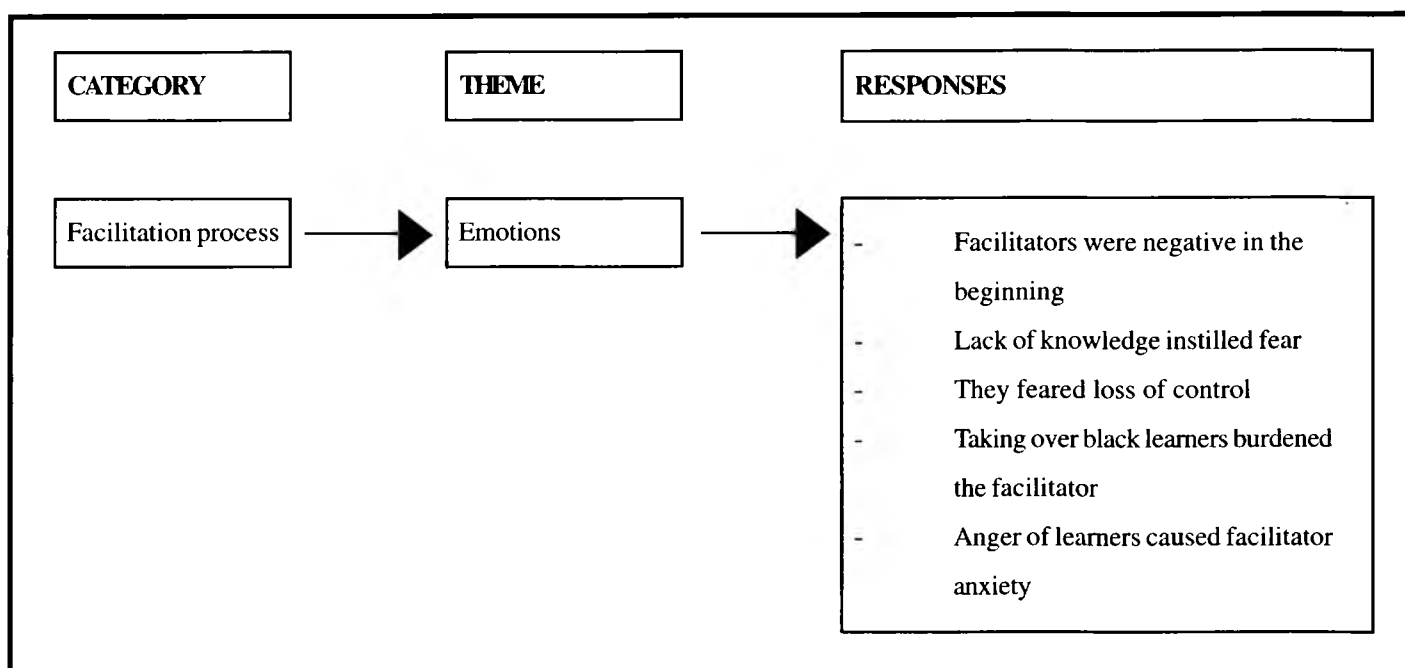 CATEGORY
THEME
RESPONSES
Facilitation process
Emotions
- Facilitators were negative in the
beginning
- Lack of knowledge instilled fear
- They feared loss of control
- Taking over black learners burdened
the facilitator
- Anger of learners caused facilitator
anxiety